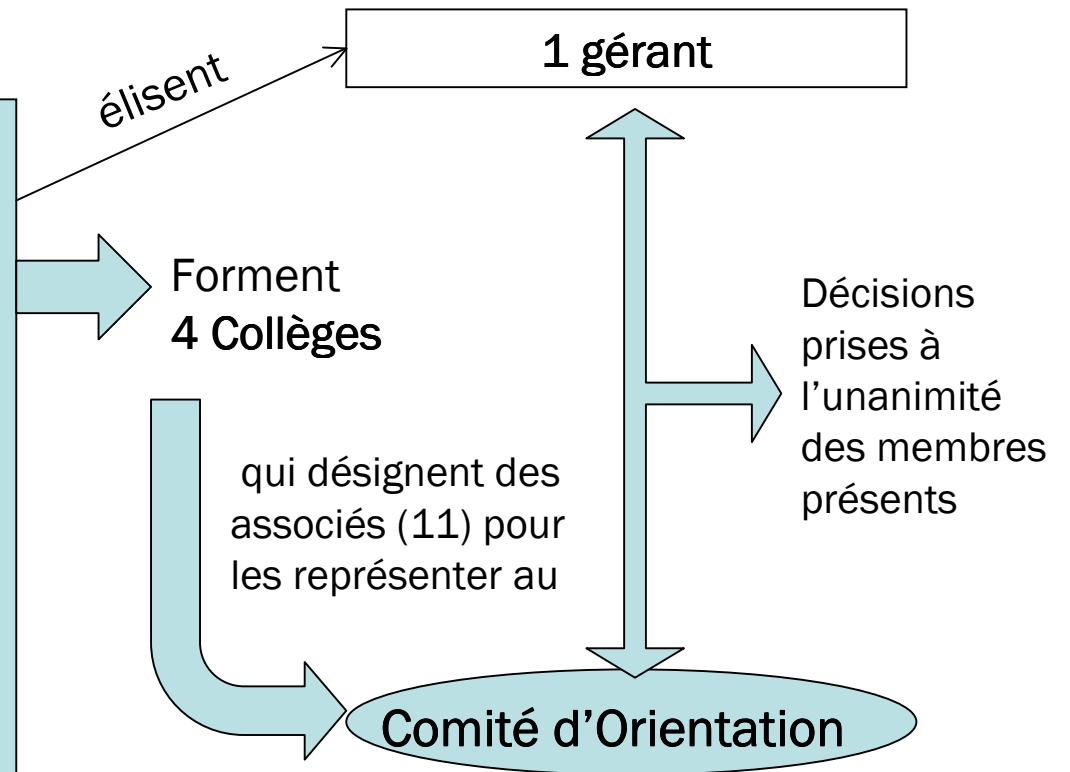 1 gérant
élisent
Forment
4 Collèges
Décisions
prises à
l’unanimité
des membres
présents
qui désignent des
associés (11) pour
les représenter au
Comité d’Orientation